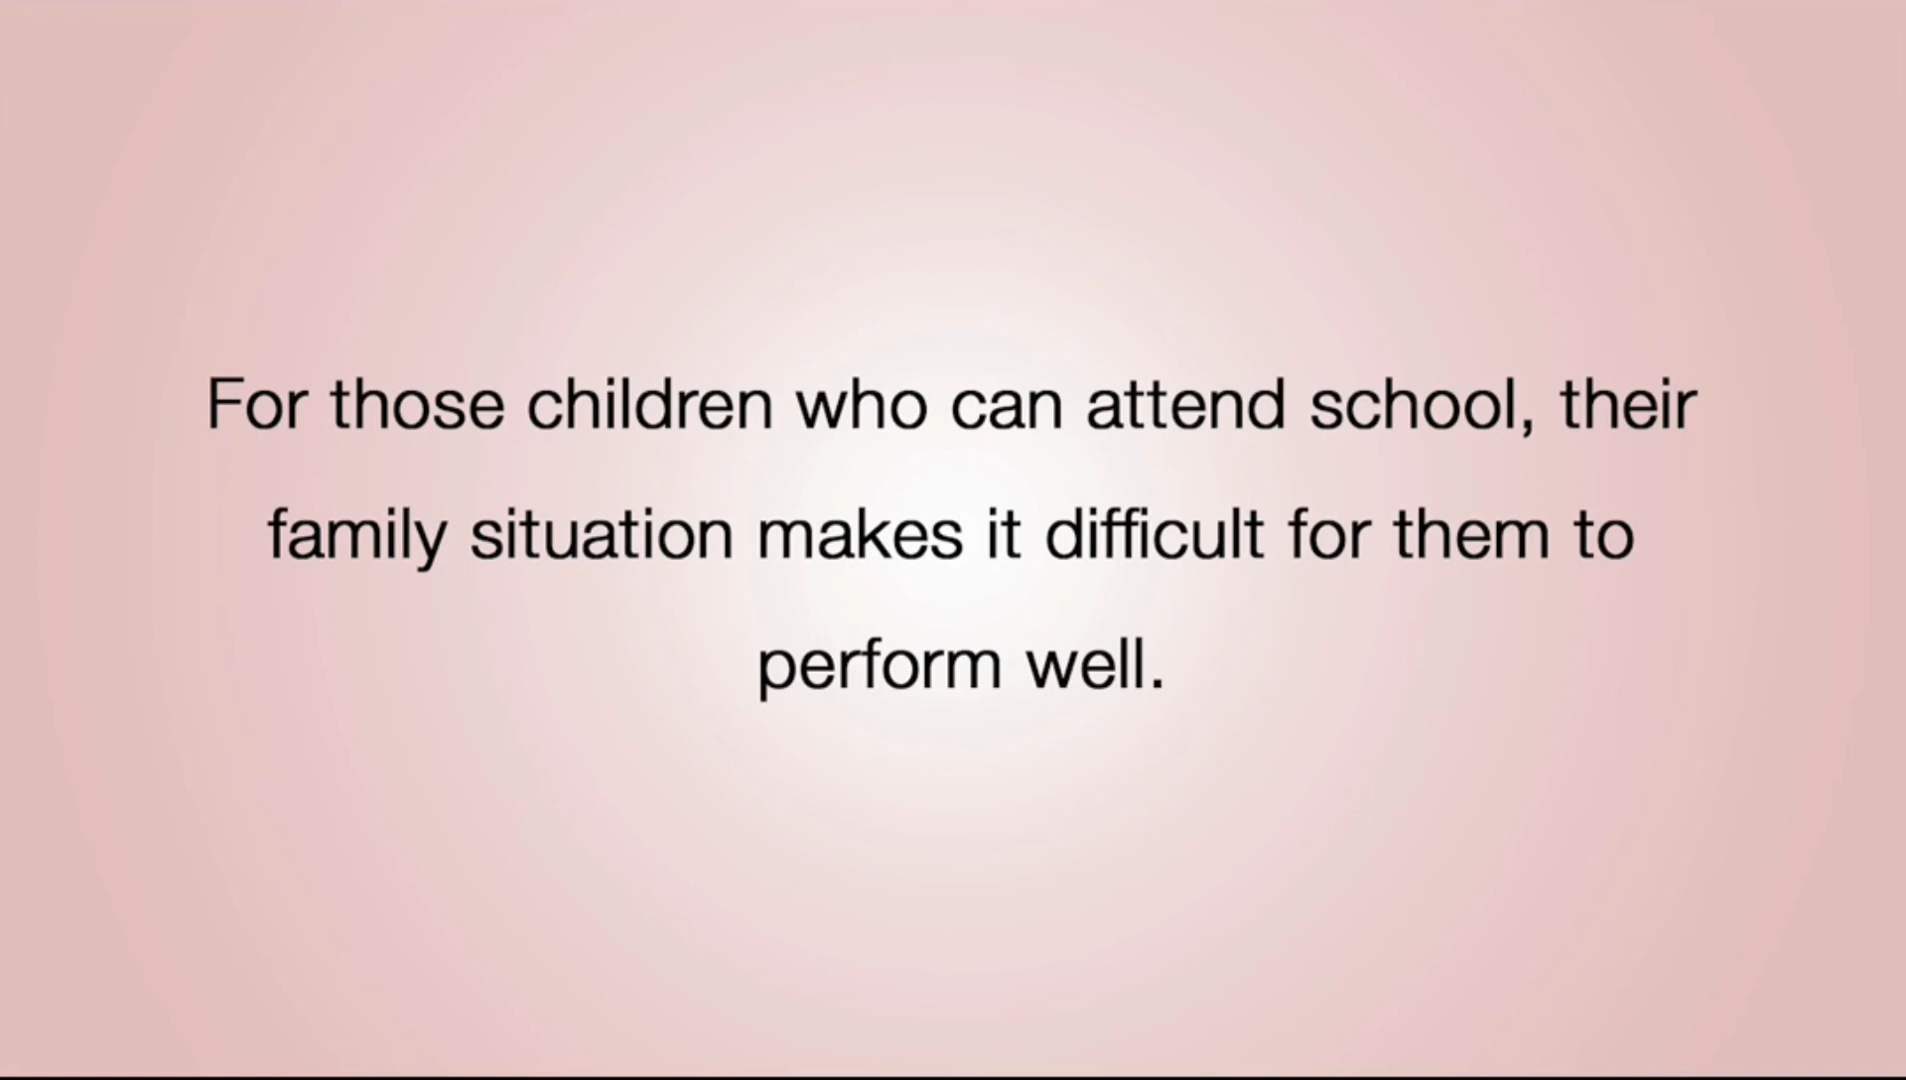 For those children who can attend school, their
family situation makes it difficult for them to
perform well.